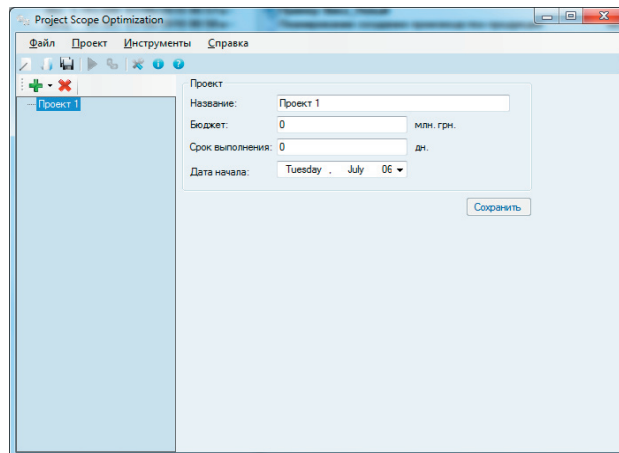 Project Scope Optimization
Файл Проект Инструменты Справка
Проект 1
Проект
Название: Проект 1
Бюджет: 0 млн. грн.
Срок выполнения: 0 дн.
Дата начала: Tuesday , July 06
Сохранить